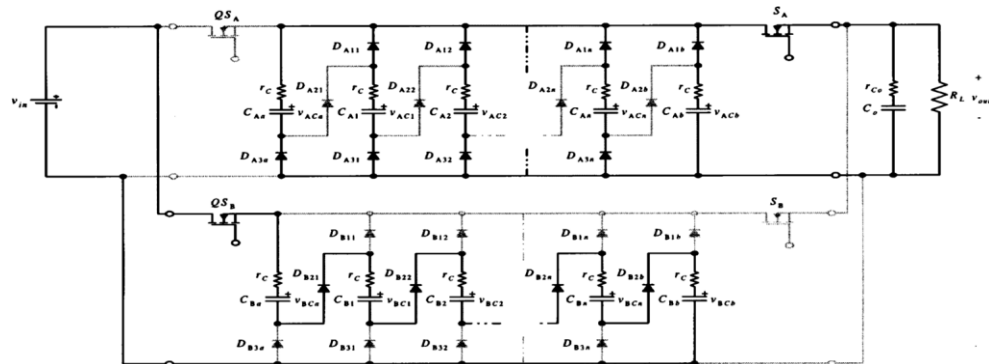 QS_A S_A
D_A11 D_A12 D_A1n D_A1b
r_C D_A21 r_C D_A22 r_C D_A2n r_C D_A2b r_C
v_in
C_Aa v_ACa C_A1 v_AC1 C_A2 v_AC2 C_An v_ACn C_Ab v_ACb
r_Co C_o R_L + v_out -
D_A3a D_A31 D_A32 D_A3n
QS_B S_B
D_B11 D_B12 D_B1n D_B1b
r_C D_B21 r_C D_B22 r_C D_B2n r_C D_B2b r_C
C_Ba v_BCa C_B1 v_BC1 C_B2 v_BC2 C_Bn v_BCn C_Bb v_BCb
D_B3a D_B31 D_B32 D_B3n